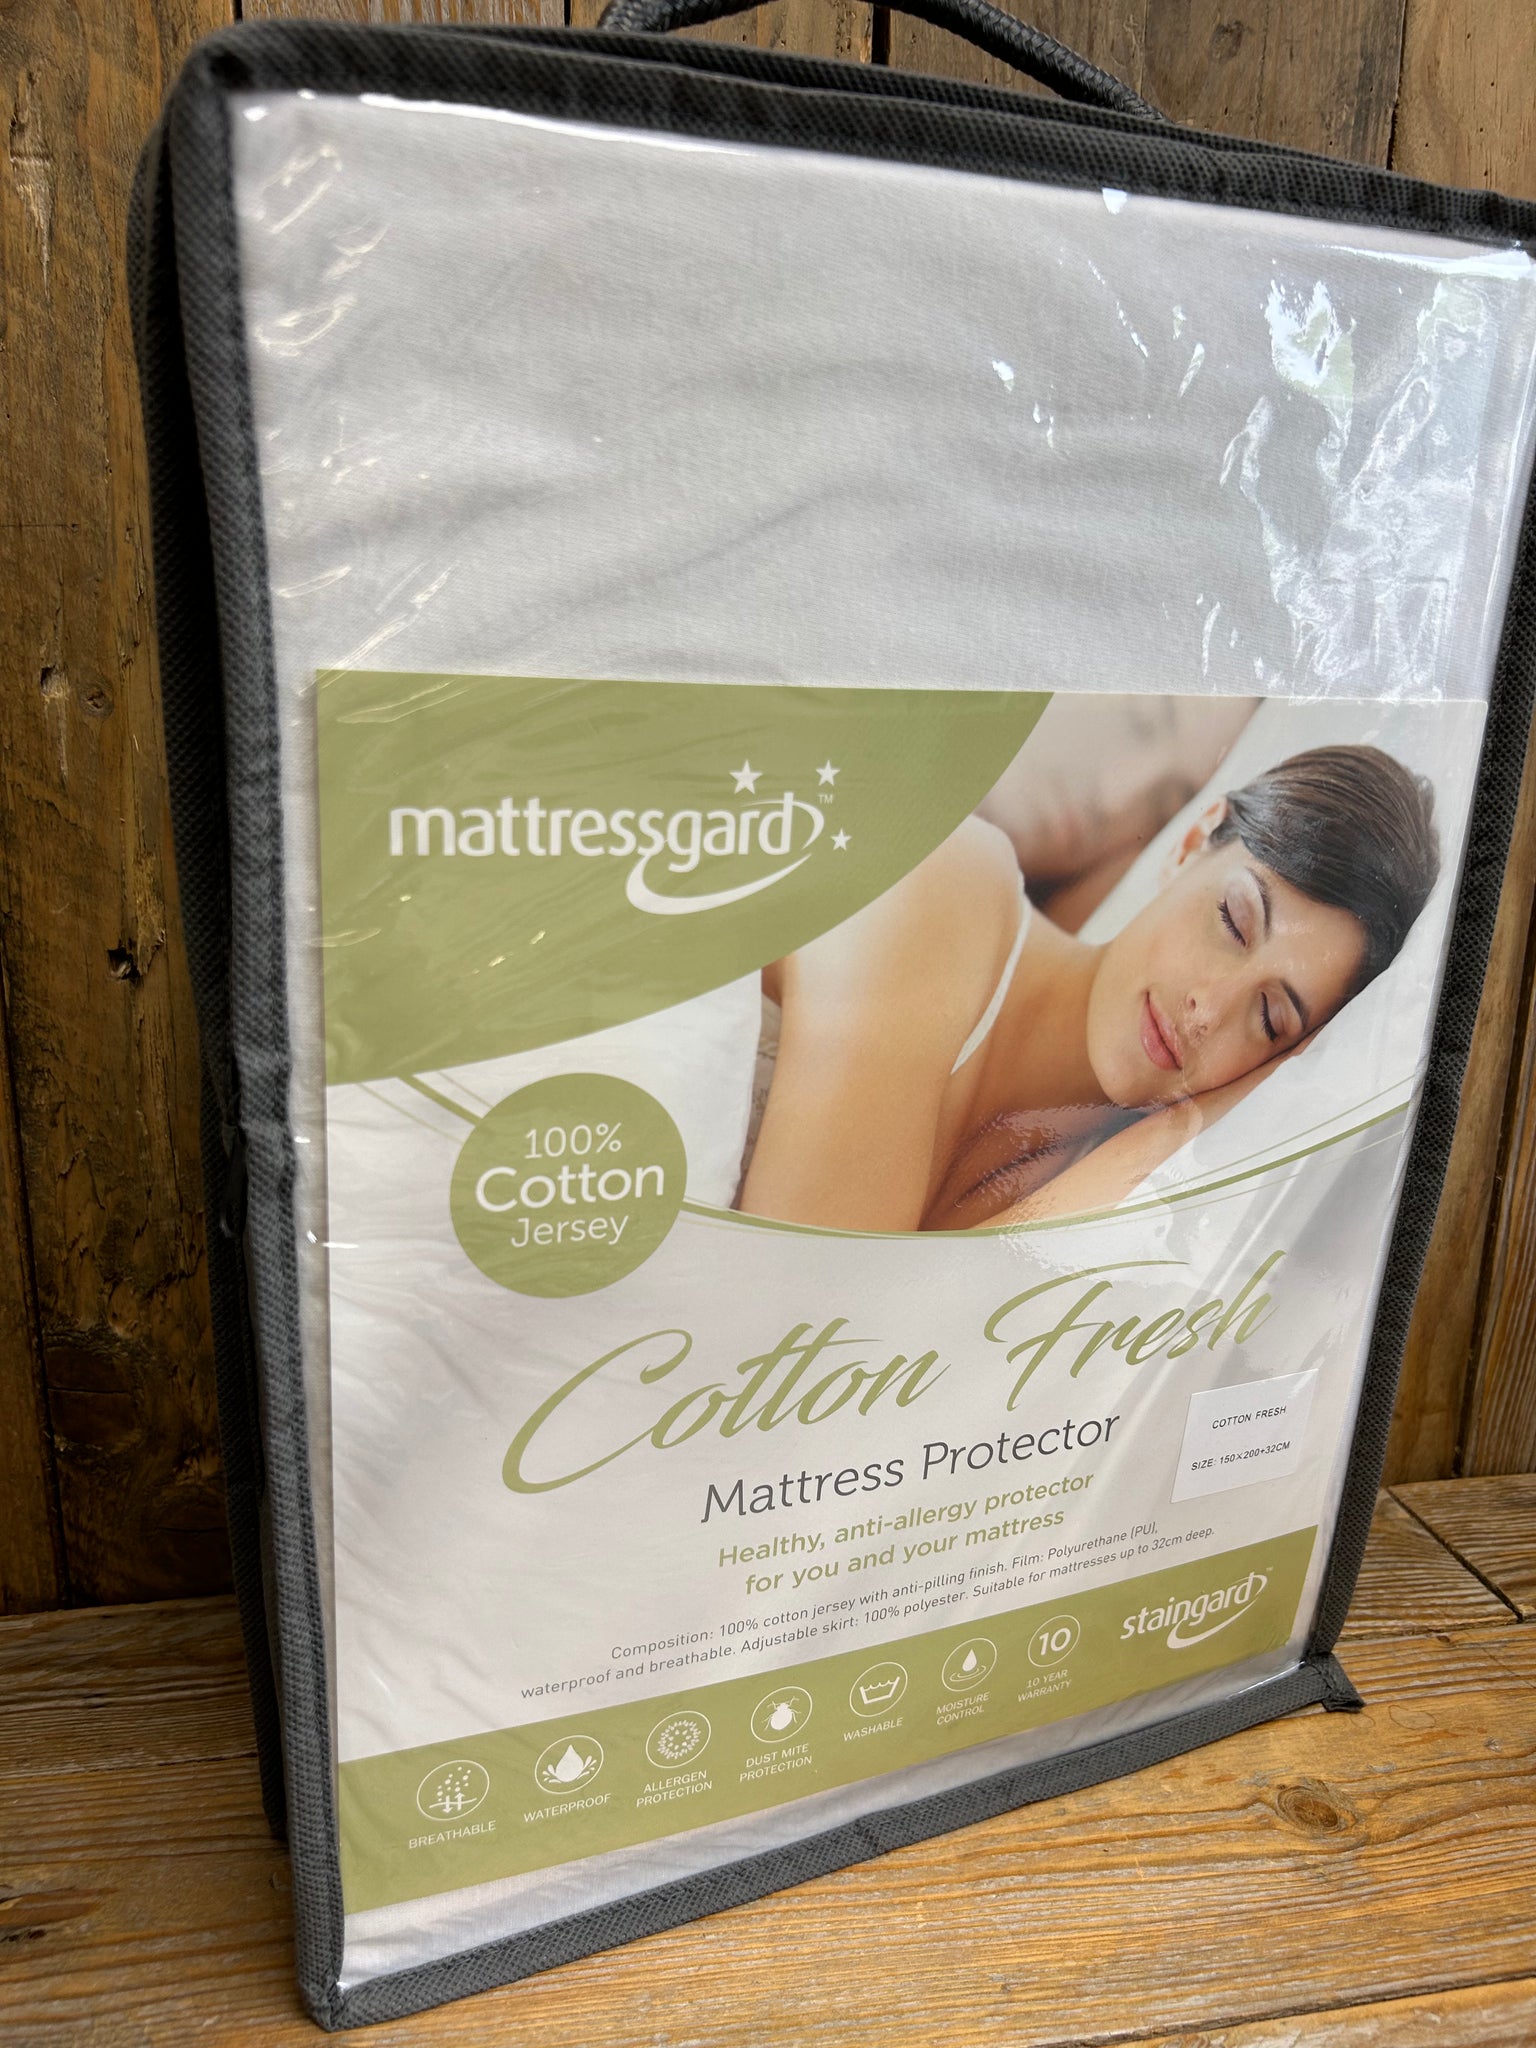 mattressgard™
100%
Cotton
Jersey
Cotton Fresh
Mattress Protector
COTTON FRESH
SIZE: 150×200+32CM
Healthy, anti-allergy protector
for you and your mattress
Composition: 100% cotton jersey with anti-pilling finish. Film: Polyurethane (PU),
waterproof and breathable. Adjustable skirt: 100% polyester. Suitable for mattresses up to 32cm deep.
BREATHABLE
WATERPROOF
ALLERGEN
PROTECTION
DUST MITE
PROTECTION
WASHABLE
MOISTURE
CONTROL
10
10 YEAR
WARRANTY
staingard™